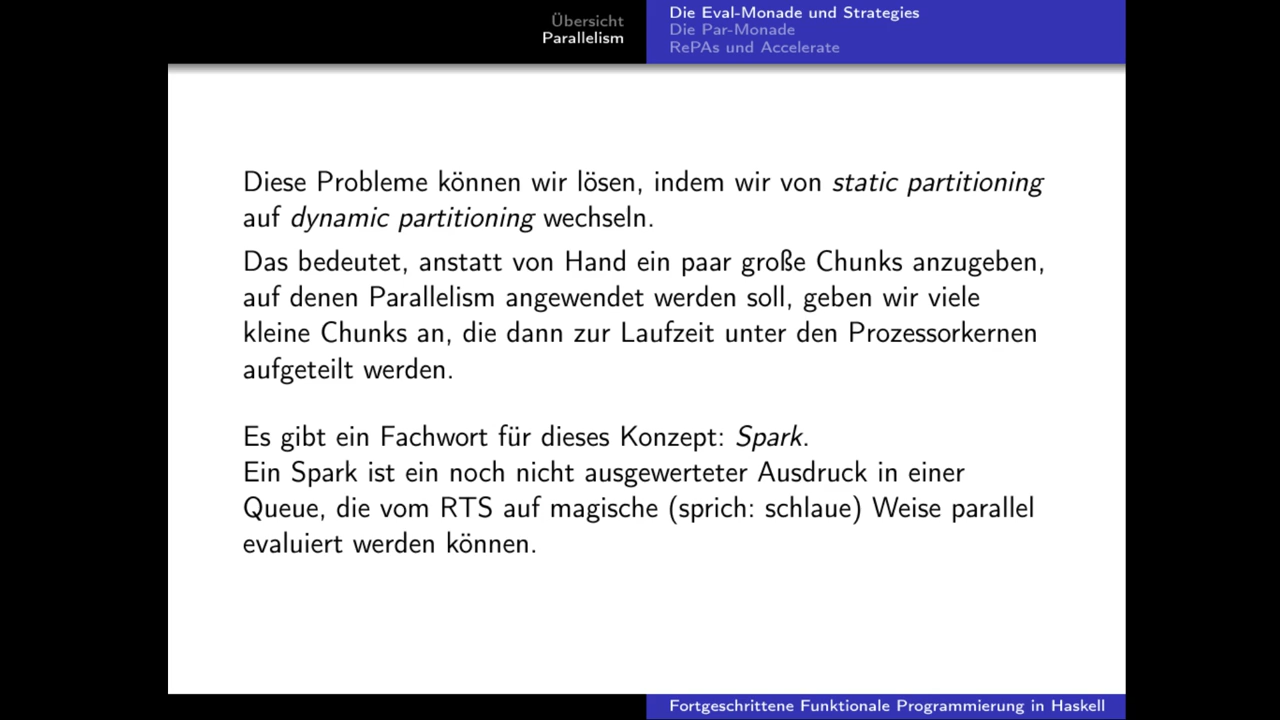 Übersicht
Parallelism
Die Eval-Monade und Strategies
Die Par-Monade
RePAs und Accelerate
Diese Probleme können wir lösen, indem wir von static partitioning
auf dynamic partitioning wechseln.
Das bedeutet, anstatt von Hand ein paar große Chunks anzugeben,
auf denen Parallelism angewendet werden soll, geben wir viele
kleine Chunks an, die dann zur Laufzeit unter den Prozessorkernen
aufgeteilt werden.
Es gibt ein Fachwort für dieses Konzept: Spark.
Ein Spark ist ein noch nicht ausgewerteter Ausdruck in einer
Queue, die vom RTS auf magische (sprich: schlaue) Weise parallel
evaluiert werden können.
Fortgeschrittene Funktionale Programmierung in Haskell